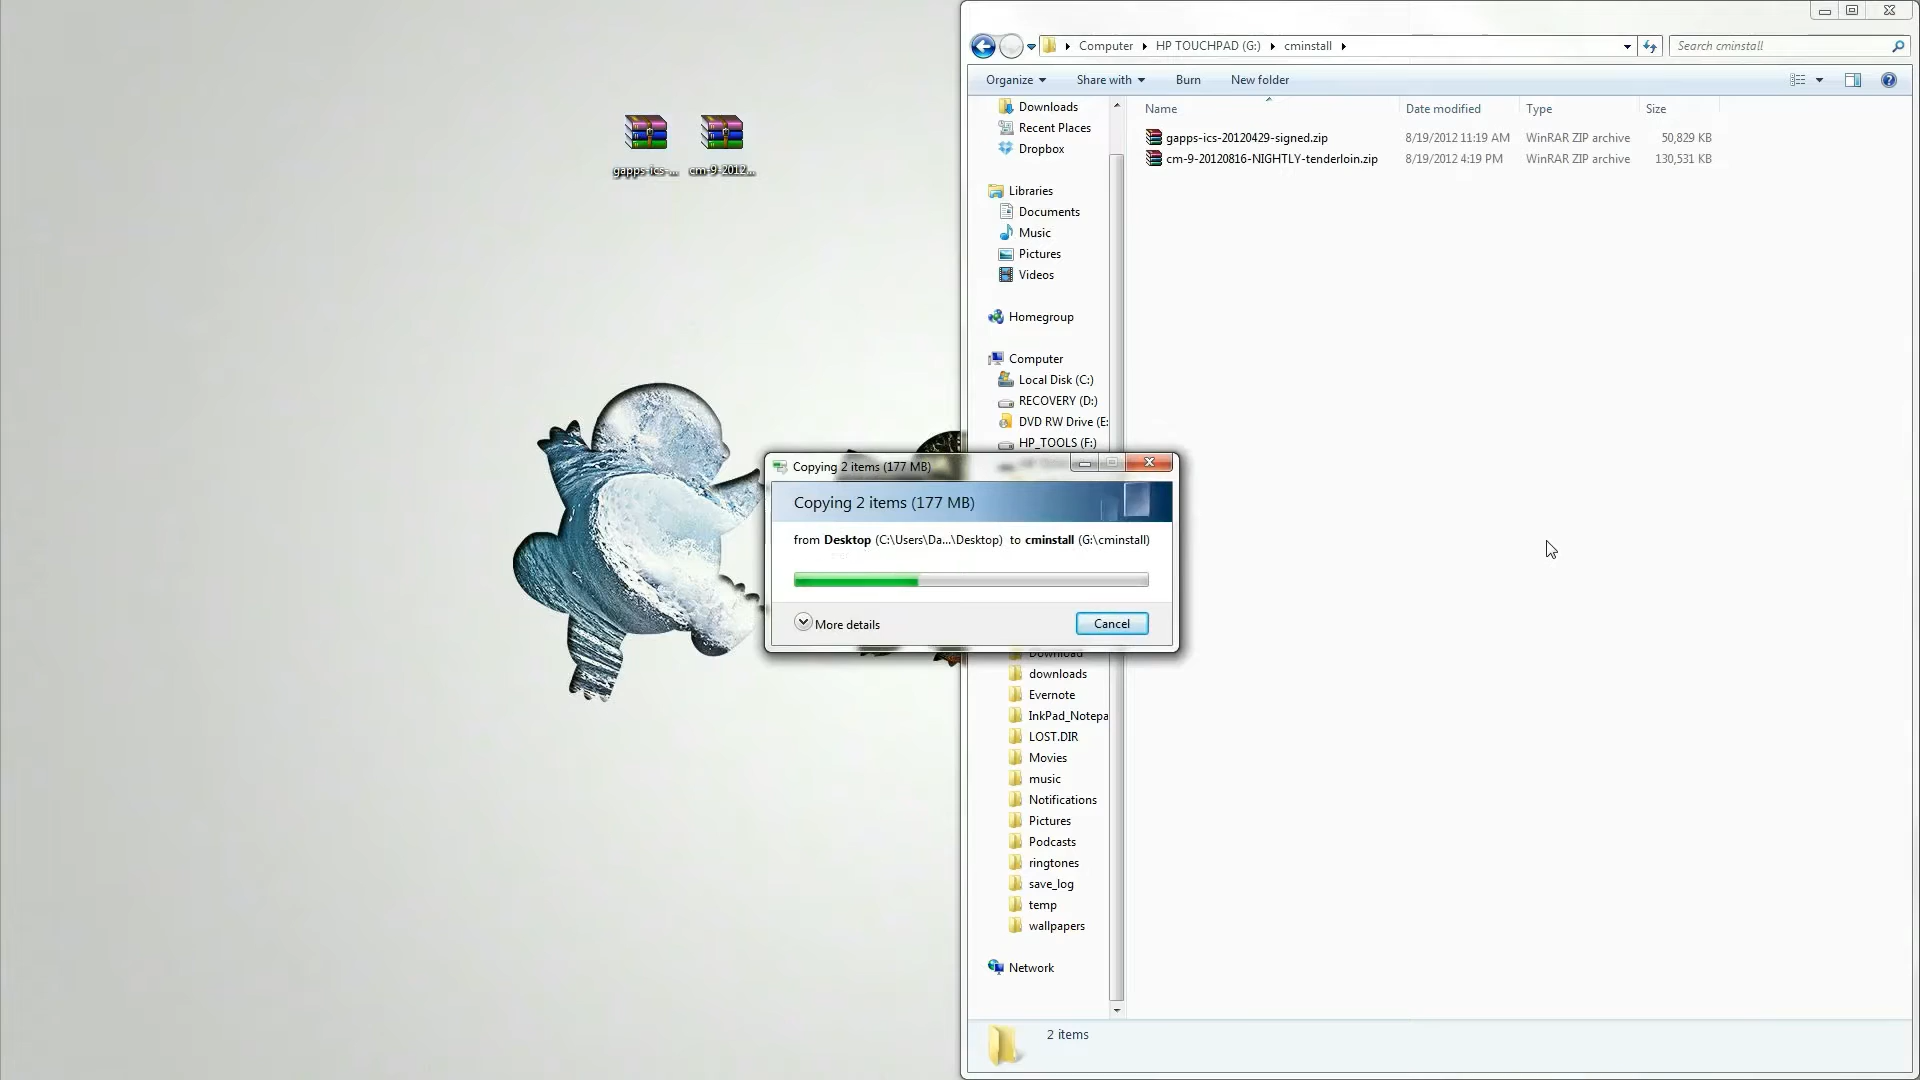 Computer HP TOUCHPAD (G:) cminstall Search cminstall
Organize Share with Burn New folder
gapps-ics-... cm-9-2012...
Downloads
Recent Places
Dropbox
Libraries
Documents
Music
Pictures
Videos
Homegroup
Computer
Local Disk (C:)
RECOVERY (D:)
DVD RW Drive (E:
HP_TOOLS (F:)
Download
downloads
Evernote
InkPad_Notepa
LOST.DIR
Movies
music
Notifications
Pictures
Podcasts
ringtones
save_log
temp
wallpapers
Network
Name Date modified Type Size
gapps-ics-20120429-signed.zip 8/19/2012 11:19 AM WinRAR ZIP archive 50,829 KB
cm-9-20120816-NIGHTLY-tenderloin.zip 8/19/2012 4:19 PM WinRAR ZIP archive 130,531 KB
Copying 2 items (177 MB)
Copying 2 items (177 MB)
from Desktop (C:\Users\Da...\Desktop) to cminstall (G:\cminstall)
More details Cancel
2 items